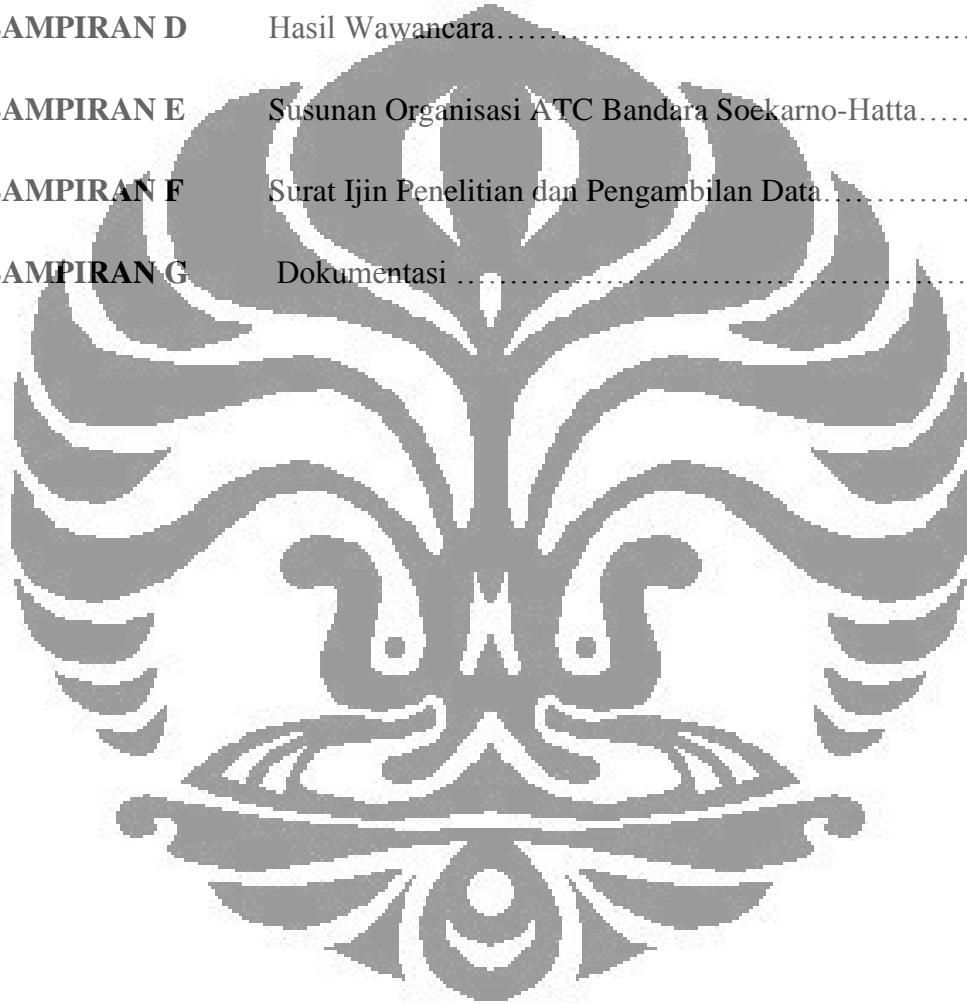 AMPIRAN D Hasil Wawancara……………………………………………...
AMPIRAN E Susunan Organisasi ATC Bandara Soekarno-Hatta…..
AMPIRAN F Surat Ijin Penelitian dan Pengambilan Data……………
AMPIRAN G Dokumentasi …………………………………………………